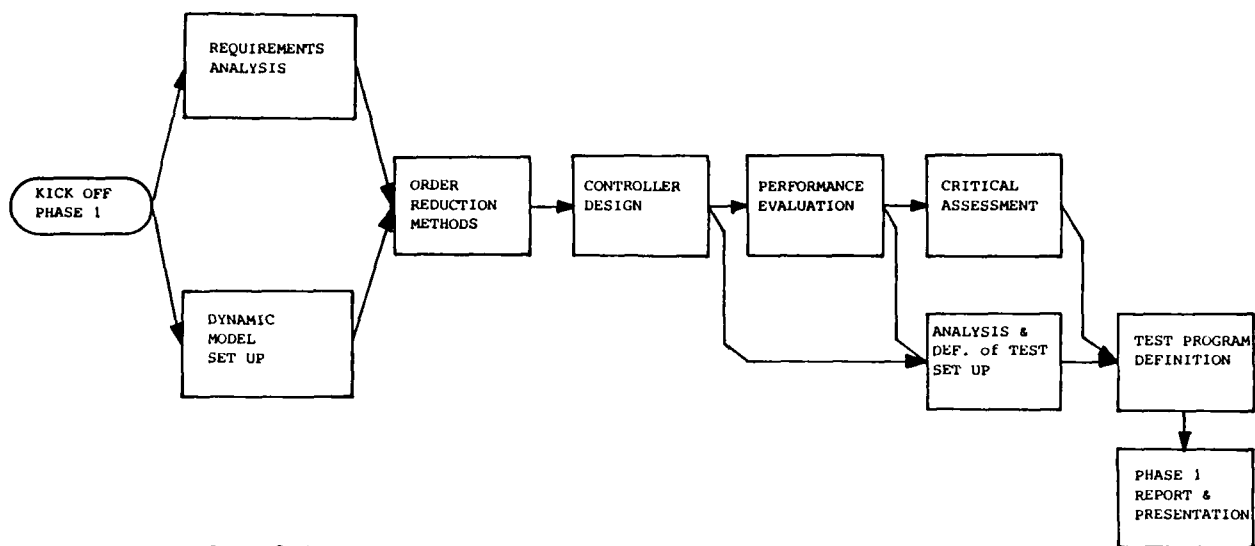 REQUIREMENTS
ANALYSIS
KICK OFF
PHASE 1
DYNAMIC
MODEL
SET UP
ORDER
REDUCTION
METHODS
CONTROLLER
DESIGN
PERFORMANCE
EVALUATION
CRITICAL
ASSESSMENT
ANALYSIS &
DEF. of TEST
SET UP
TEST PROGRAM
DEFINITION
PHASE 1
REPORT &
PRESENTATION